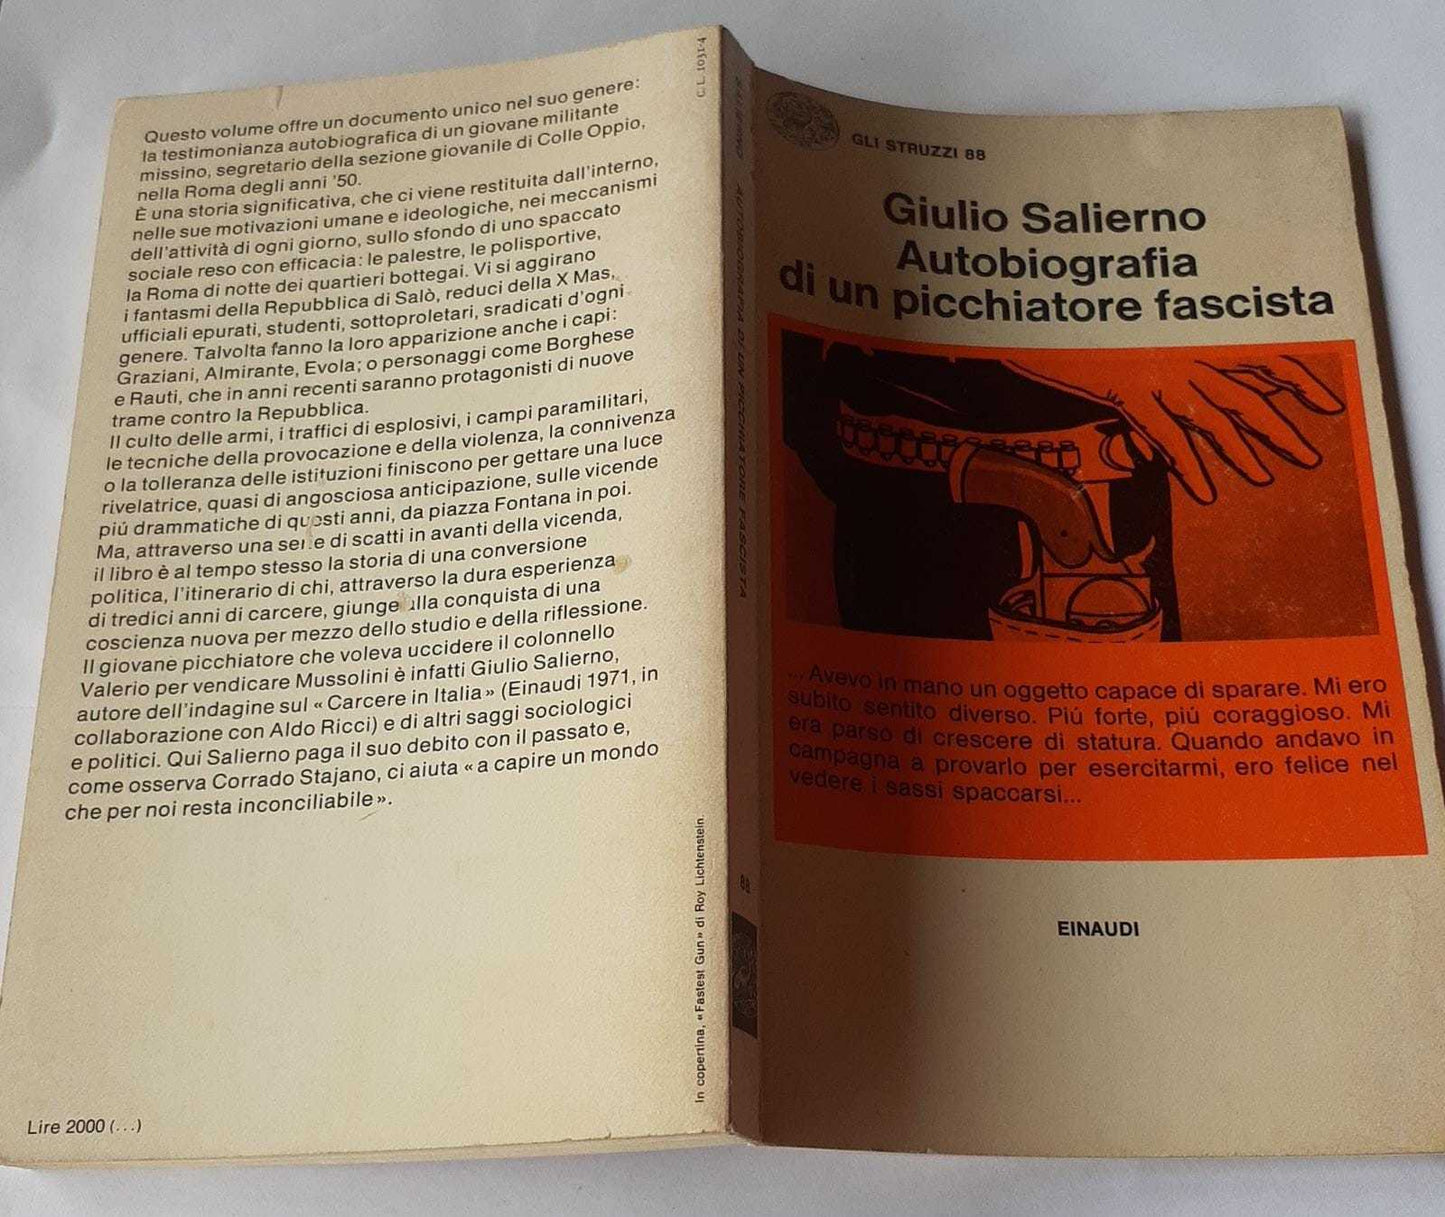 Questo volume offre un documento unico nel suo genere:
la testimonianza autobiografica di un giovane militante
missino, segretario della sezione giovanile di Colle Oppio,
nella Roma degli anni '50.
È una storia significativa, che ci viene restituita dall'interno,
nelle sue motivazioni umane e ideologiche, nei meccanismi
dell'attività di ogni giorno, sullo sfondo di uno spaccato
sociale reso con efficacia: le palestre, le polisportive,
la Roma di notte dei quartieri bottegai. Vi si aggirano
i fantasmi della Repubblica di Salò, reduci della X Mas,
ufficiali epurati, studenti, sottoproletari, sradicati d'ogni
genere. Talvolta fanno la loro apparizione anche i capi:
Graziani, Almirante, Evola; o personaggi come Borghese
e Rauti, che in anni recenti saranno protagonisti di nuove
trame contro la Repubblica.
Il culto delle armi, i traffici di esplosivi, i campi paramilitari,
le tecniche della provocazione e della violenza, la connivenza
o la tolleranza delle istituzioni finiscono per gettare una luce
rivelatrice, quasi di angosciosa anticipazione, sulle vicende
piú drammatiche di questi anni, da piazza Fontana in poi.
Ma, attraverso una serie di scatti in avanti della vicenda,
il libro è al tempo stesso la storia di una conversione
politica, l'itinerario di chi, attraverso la dura esperienza
di tredici anni di carcere, giunge alla conquista di una
coscienza nuova per mezzo dello studio e della riflessione.
Il giovane picchiatore che voleva uccidere il colonnello
Valerio per vendicare Mussolini è infatti Giulio Salierno,
autore dell'indagine sul «Carcere in Italia» (Einaudi 1971, in
collaborazione con Aldo Ricci) e di altri saggi sociologici
e politici. Qui Salierno paga il suo debito con il passato e,
come osserva Corrado Stajano, ci aiuta «a capire un mondo
che per noi resta inconciliabile».
Lire 2000 (...)
C. L. 1031-4
In copertina, «Fastest Gun» di Roy Lichtenstein.
SALIERNO AUTOBIOGRAFIA DI UN PICCHIATORE FASCISTA
88
GLI STRUZZI 88
Giulio Salierno
Autobiografia
di un picchiatore fascista
...Avevo in mano un oggetto capace di sparare. Mi ero
subito sentito diverso. Piú forte, piú coraggioso. Mi
era parso di crescere di statura. Quando andavo in
campagna a provarlo per esercitarmi, ero felice nel
vedere i sassi spaccarsi...
EINAUDI